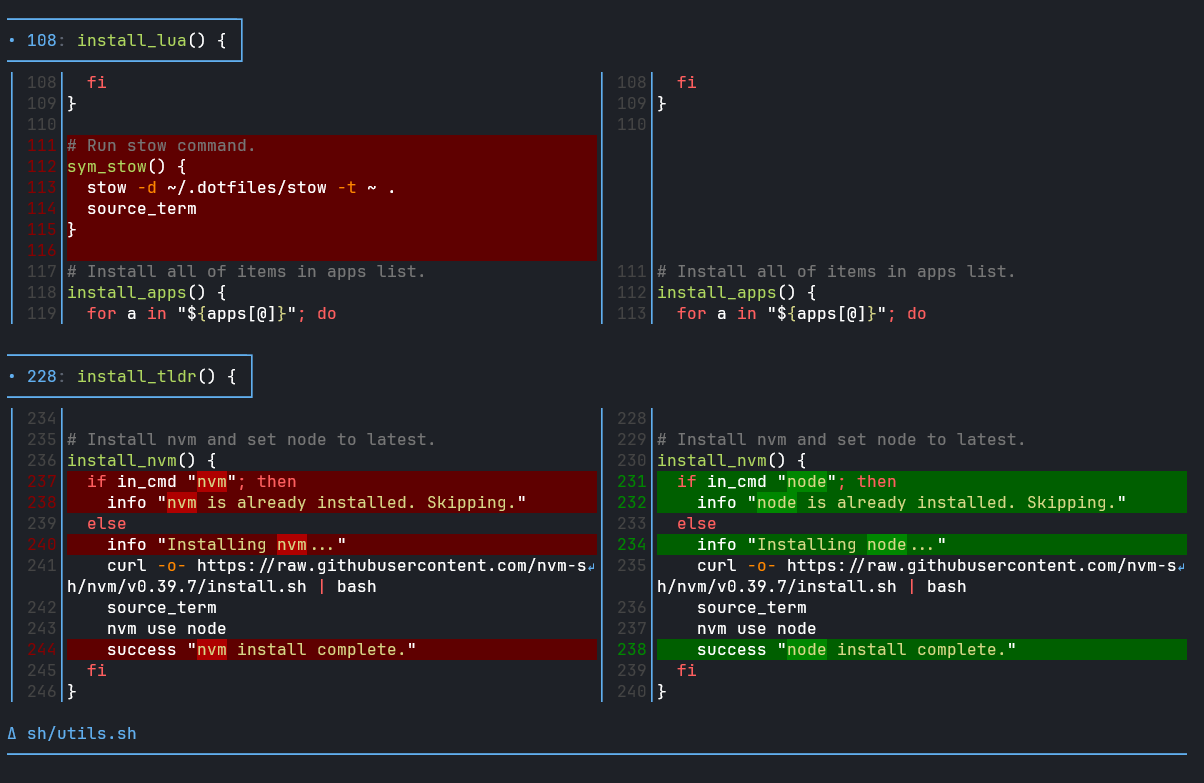 • 108: install_lua() {
108   fi
109 }
110
111 # Run stow command.
112 sym_stow() {
113   stow -d ~/.dotfiles/stow -t ~ .
114   source_term
115 }
116
117 # Install all of items in apps list.
118 install_apps() {
119   for a in "${apps[@]}"; do
108   fi
109 }
110
111 # Install all of items in apps list.
112 install_apps() {
113   for a in "${apps[@]}"; do
• 228: install_tldr() {
234
235 # Install nvm and set node to latest.
236 install_nvm() {
237   if in_cmd "nvm"; then
238     info "nvm is already installed. Skipping."
239   else
240     info "Installing nvm..."
241     curl -o- https://raw.githubusercontent.com/nvm-s↵
h/nvm/v0.39.7/install.sh | bash
242     source_term
243     nvm use node
244     success "nvm install complete."
245   fi
246 }
228
229 # Install nvm and set node to latest.
230 install_nvm() {
231   if in_cmd "node"; then
232     info "node is already installed. Skipping."
233   else
234     info "Installing node..."
235     curl -o- https://raw.githubusercontent.com/nvm-s↵
h/nvm/v0.39.7/install.sh | bash
236     source_term
237     nvm use node
238     success "node install complete."
239   fi
240 }
Δ sh/utils.sh